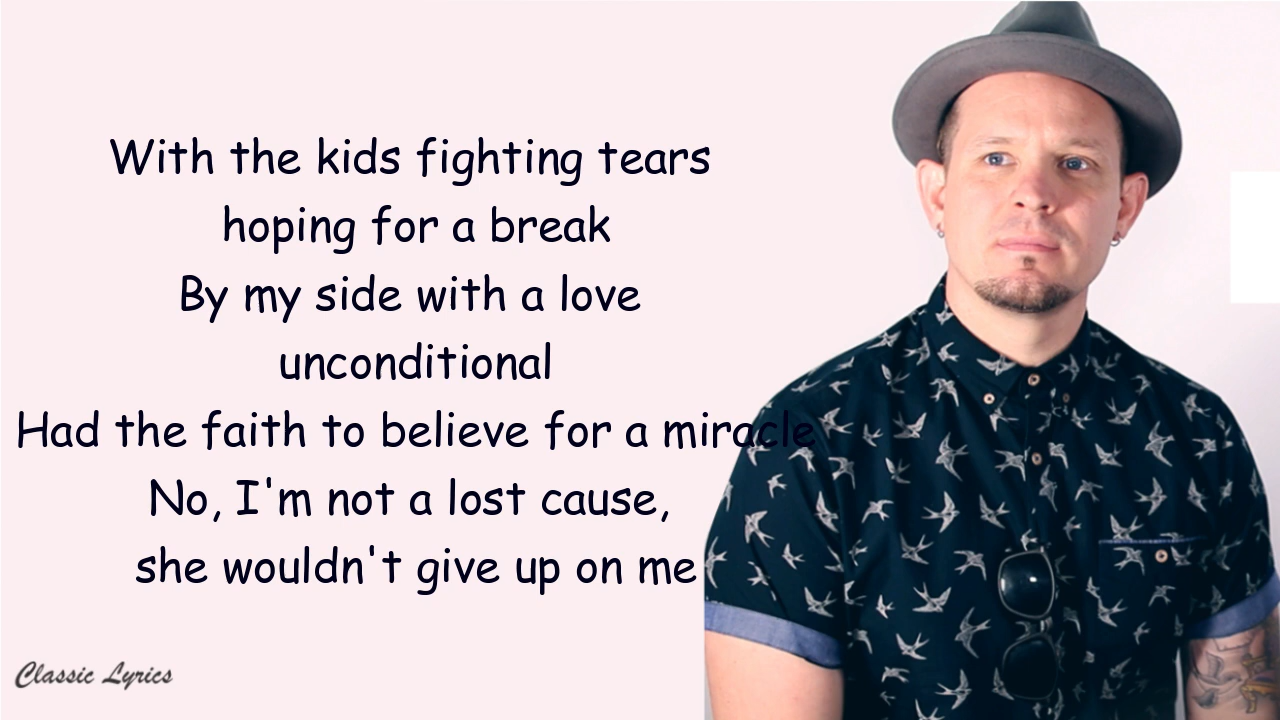 With the kids fighting tears
hoping for a break
By my side with a love
unconditional
Had the faith to believe for a miracle
No, I'm not a lost cause,
she wouldn't give up on me
Classic Lyrics